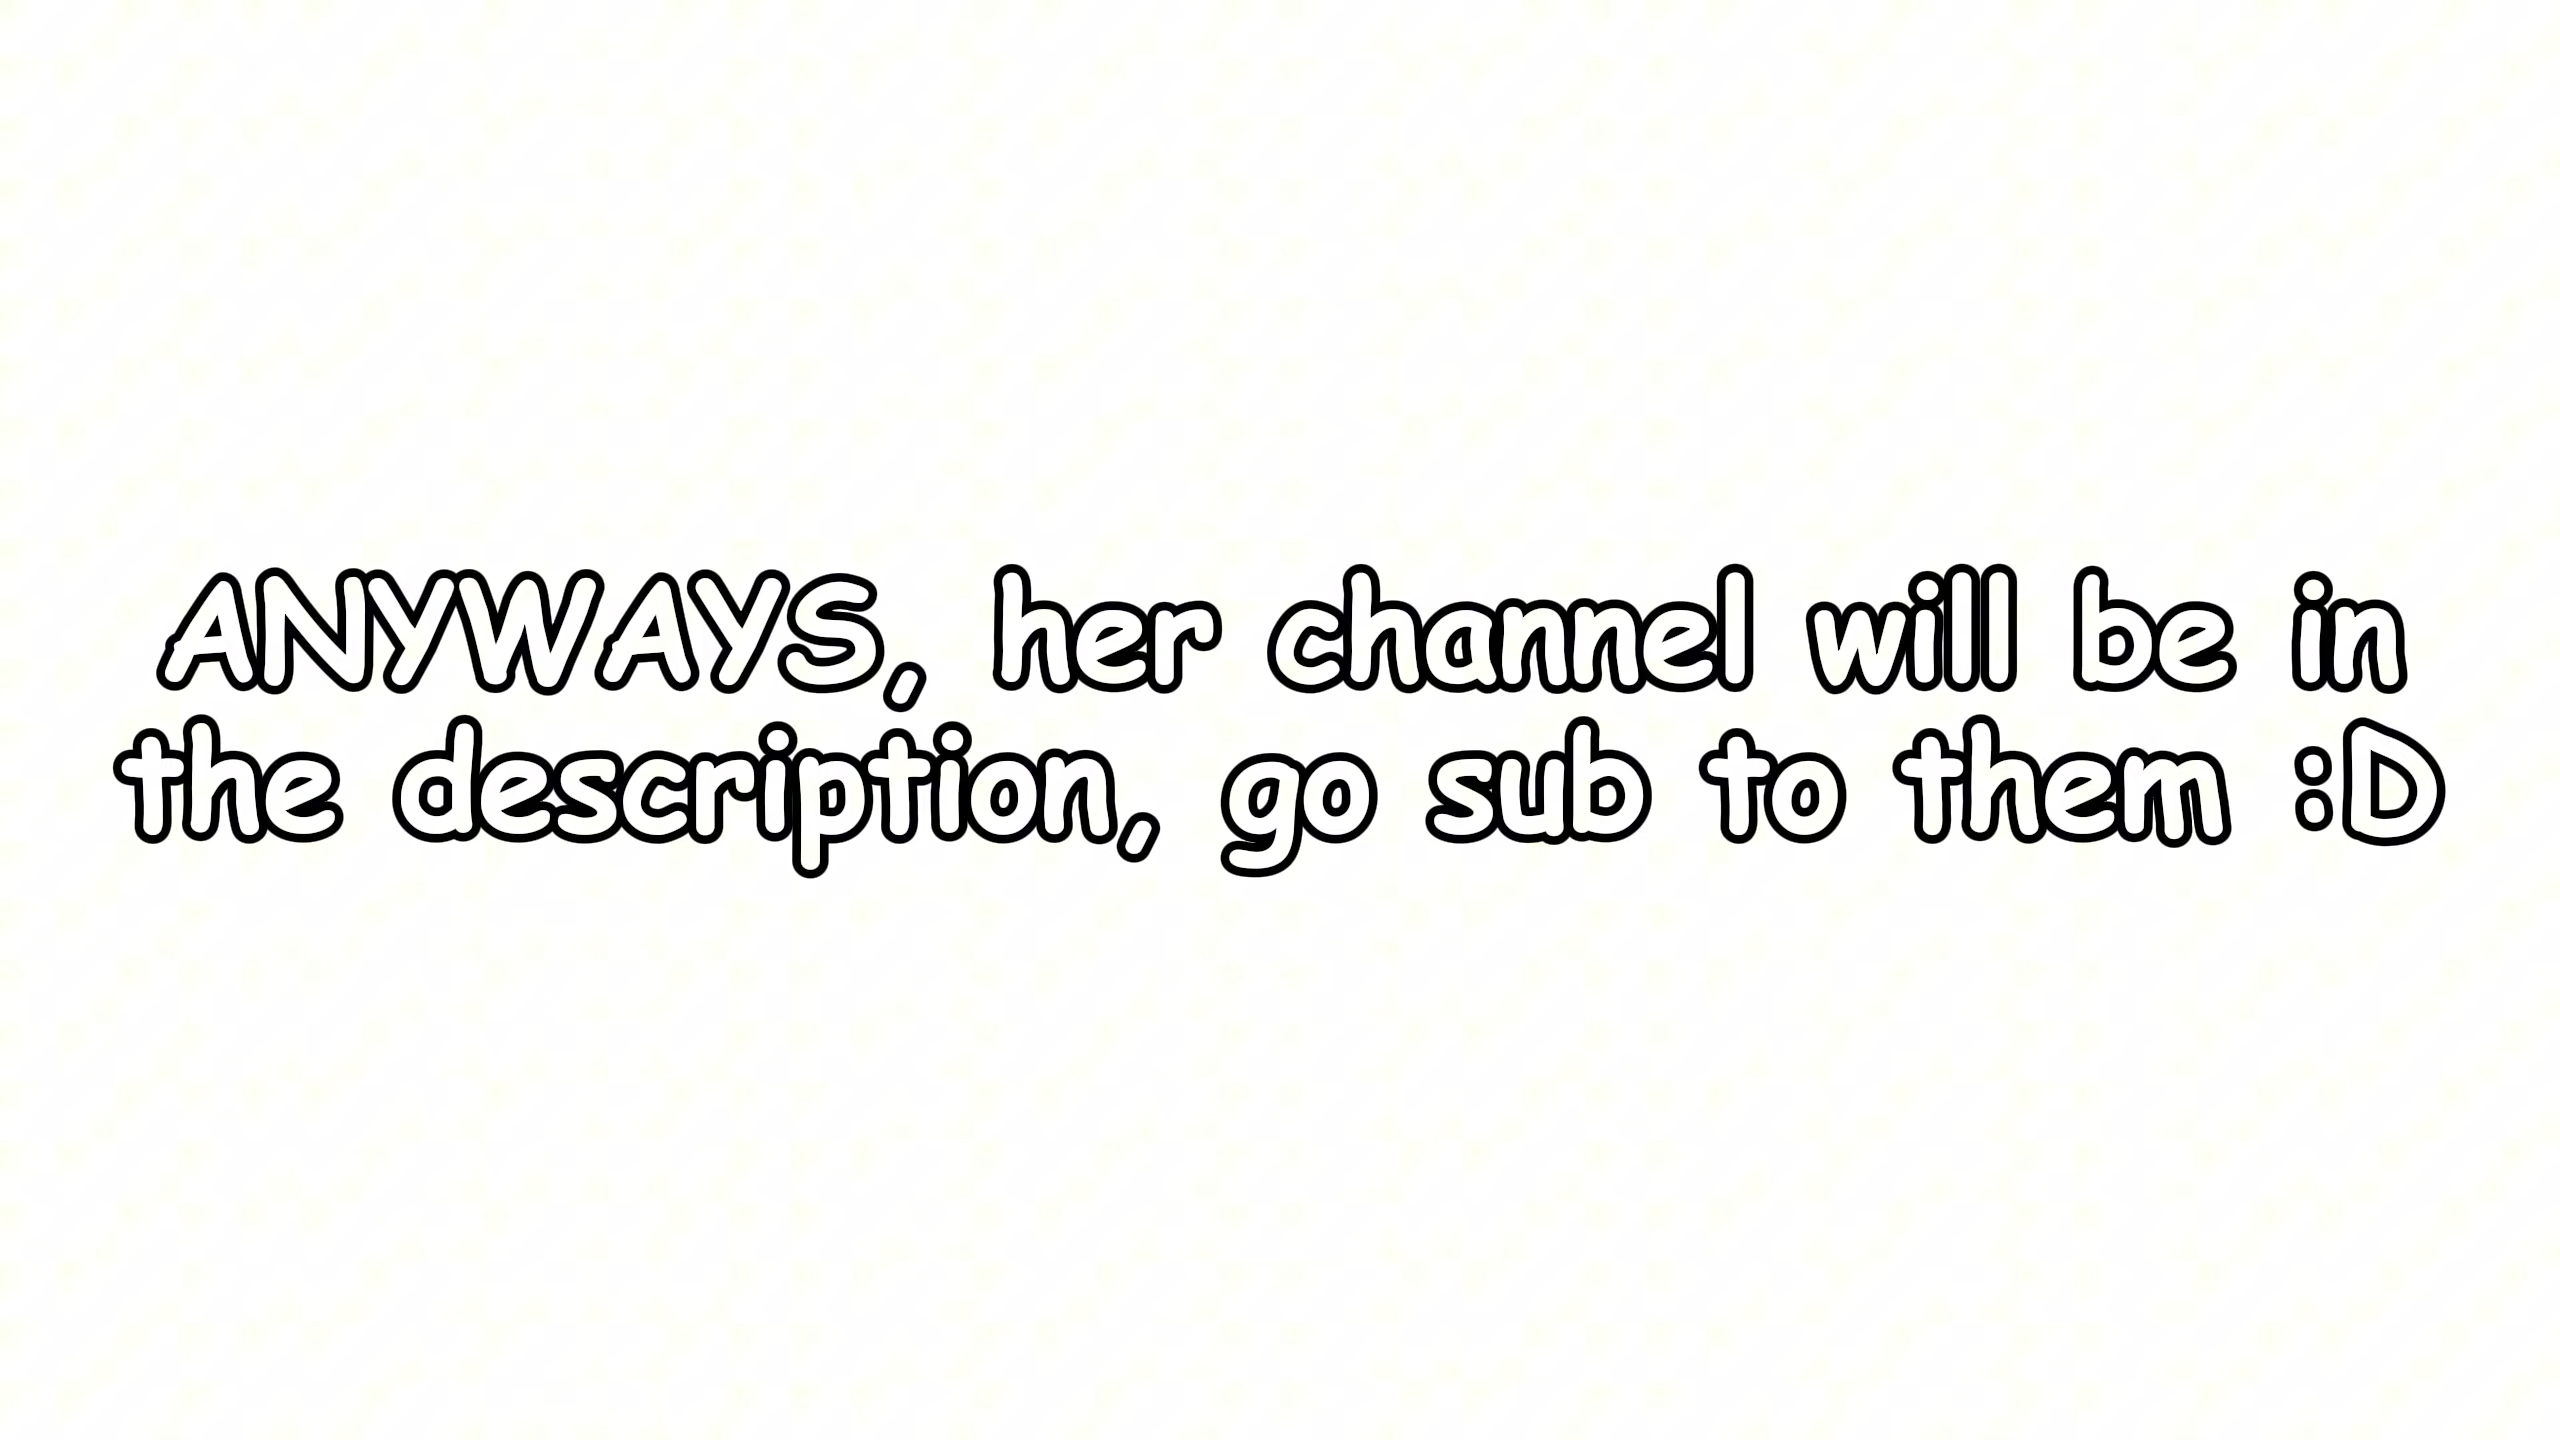 ANYWAYS, her channel will be in
the description, go sub to them :D